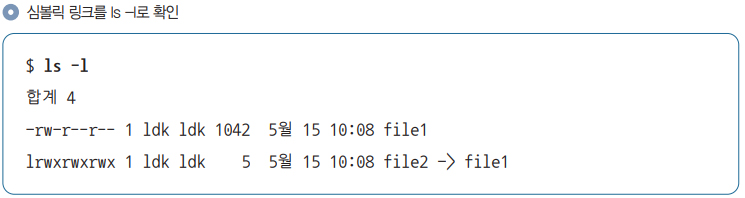 심볼릭 링크를 ls -l로 확인
$ ls -l
합계 4
-rw-r--r-- 1 ldk ldk 1042  5월 15 10:08 file1
lrwxrwxrwx 1 ldk ldk    5  5월 15 10:08 file2 -> file1